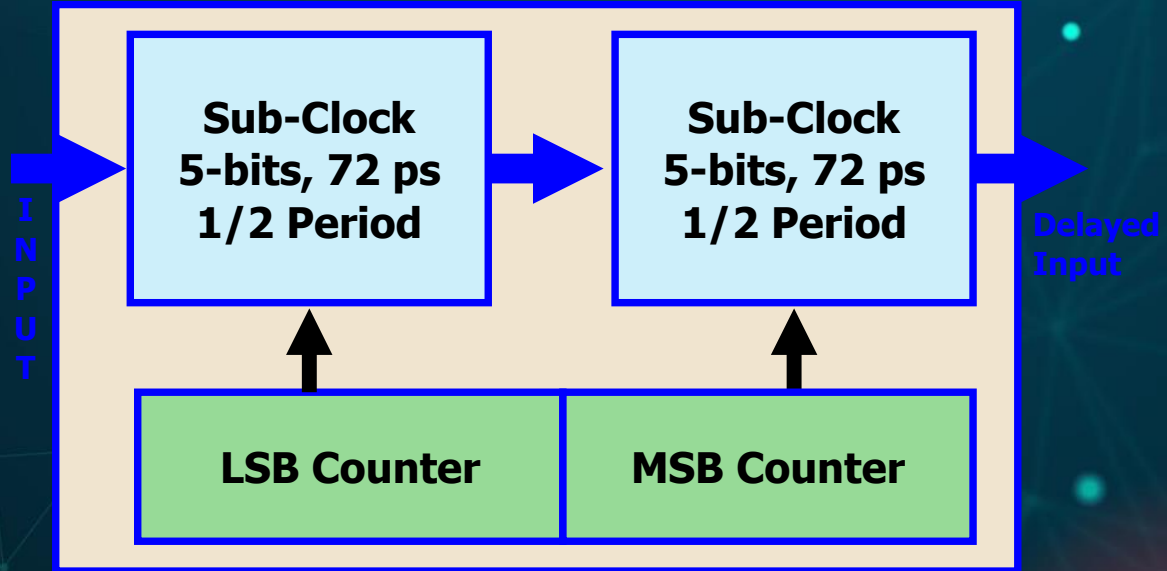 Sub-Clock
5-bits, 72 ps
1/2 Period
Sub-Clock
5-bits, 72 ps
1/2 Period
INPUT
Delayed
Input
LSB Counter
MSB Counter